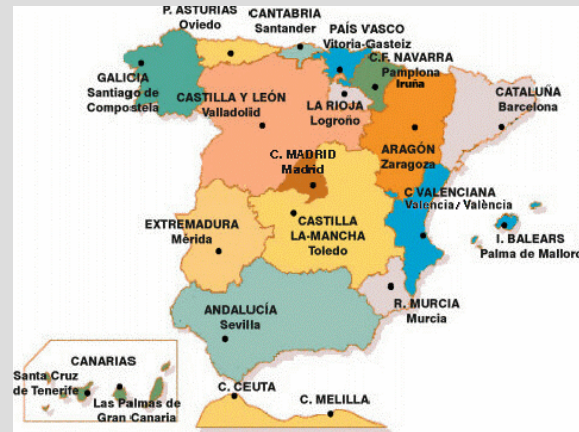 P. ASTURIAS
Oviedo
CANTABRIA
Santander
PAÍS VASCO
Vitoria-Gasteiz
C.F. NAVARRA
Pamplona
Iruña
GALICIA
Santiago de
Compostela
CASTILLA Y LEÓN
Valladolid
LA RIOJA
Logroño
CATALUÑA
Barcelona
ARAGÓN
Zaragoza
C. MADRID
Madrid
C VALENCIANA
Valencia/València
EXTREMADURA
Mérida
CASTILLA
LA-MANCHA
Toledo
I. BALEARS
Palma de Mallorc
ANDALUCÍA
Sevilla
R. MURCIA
Murcia
CANARIAS
Santa Cruz
de Tenerife
Las Palmas de
Gran Canaria
C. CEUTA
C. MELILLA